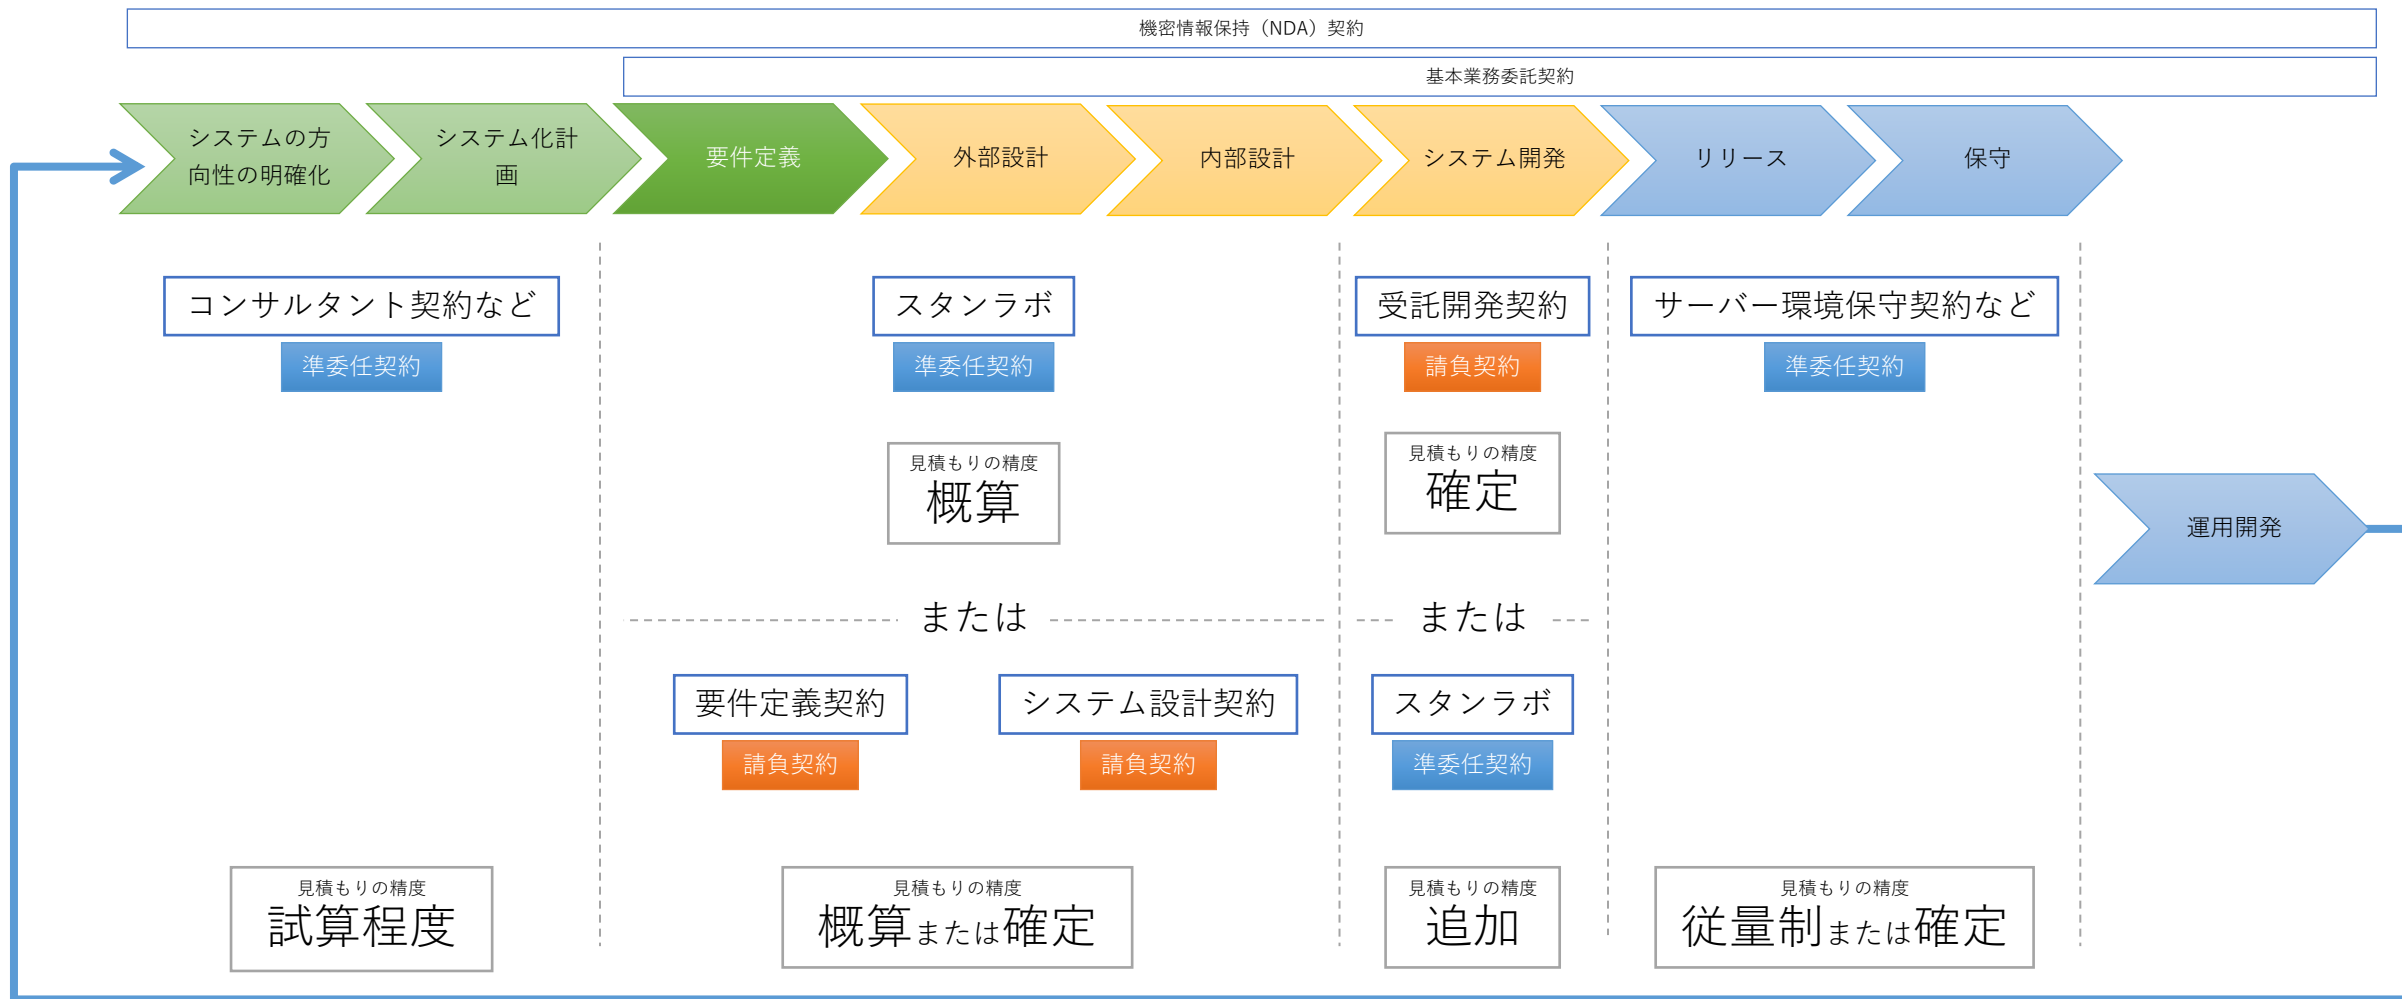 機密情報保持（NDA）契約
基本業務委託契約
システムの方
向性の明確化
システム化計
画
要件定義
外部設計
内部設計
システム開発
リリース
保守
コンサルタント契約など
準委任契約
スタンラボ
準委任契約
受託開発契約
請負契約
サーバー環境保守契約など
準委任契約
見積もりの精度
概算
見積もりの精度
確定
運用開発
または
または
要件定義契約
請負契約
システム設計契約
請負契約
スタンラボ
準委任契約
見積もりの精度
試算程度
見積もりの精度
概算または確定
見積もりの精度
追加
見積もりの精度
従量制または確定